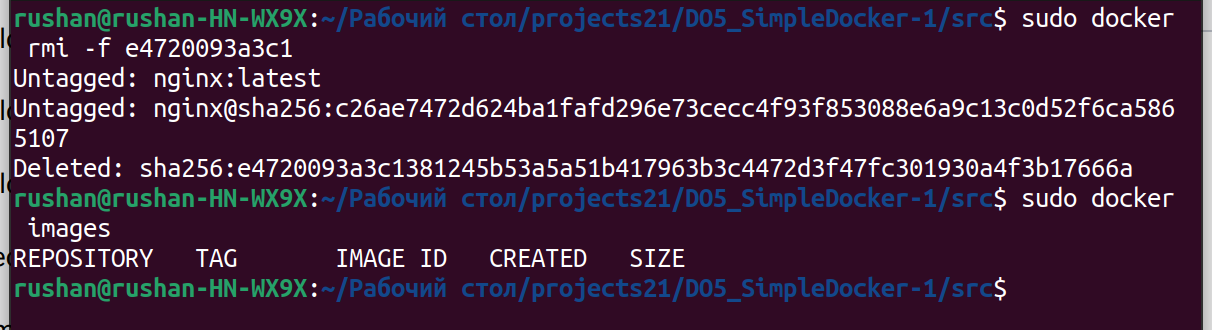 rushan@rushan-HN-WX9X:~/Рабочий стол/projects21/DO5_SimpleDocker-1/src$ sudo docker
 rmi -f e4720093a3c1
Untagged: nginx:latest
Untagged: nginx@sha256:c26ae7472d624ba1fafd296e73cecc4f93f853088e6a9c13c0d52f6ca586
5107
Deleted: sha256:e4720093a3c1381245b53a5a51b417963b3c4472d3f47fc301930a4f3b17666a
rushan@rushan-HN-WX9X:~/Рабочий стол/projects21/DO5_SimpleDocker-1/src$ sudo docker
 images
REPOSITORY   TAG       IMAGE ID   CREATED   SIZE
rushan@rushan-HN-WX9X:~/Рабочий стол/projects21/DO5_SimpleDocker-1/src$